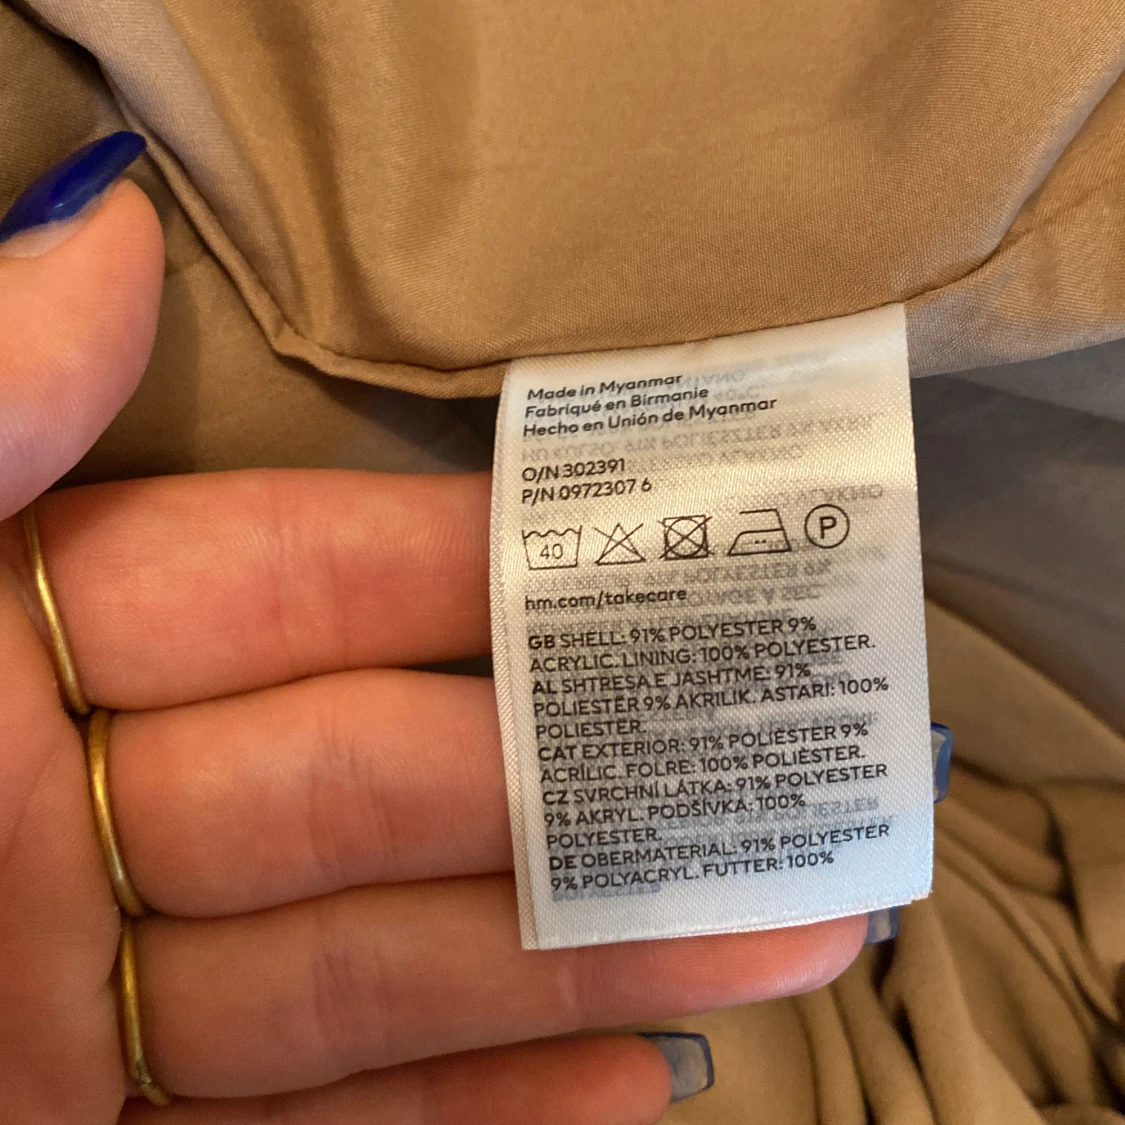 Made in Myanmar
Fabriqué en Birmanie
Hecho en Unión de Myanmar
O/N 302391
P/N 0972307 6
40 P
hm.com/takecare
GB SHELL: 91% POLYESTER 9%
ACRYLIC. LINING: 100% POLYESTER.
AL SHTRESA E JASHTME: 91%
POLIESTËR 9% AKRILIK. ASTARI: 100%
POLIESTËR.
CAT EXTERIOR: 91% POLIÈSTER 9%
ACRÍLIC. FOLRE: 100% POLIÈSTER.
CZ SVRCHNÍ LÁTKA: 91% POLYESTER
9% AKRYL. PODŠÍVKA: 100%
POLYESTER.
DE OBERMATERIAL: 91% POLYESTER
9% POLYACRYL. FUTTER: 100%